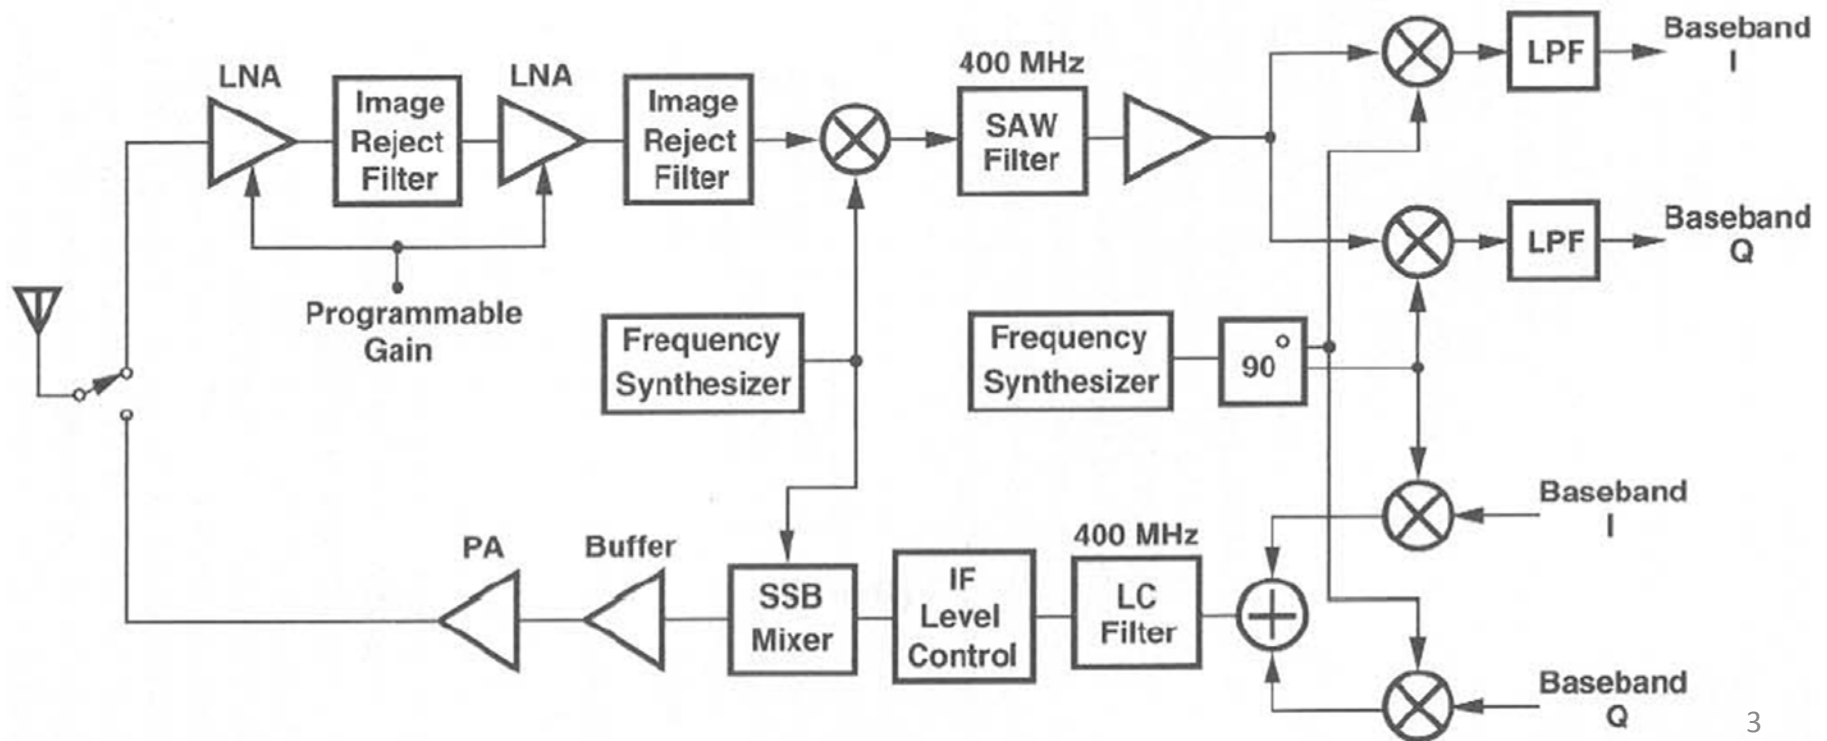 LNA
Image
Reject
Filter
LNA
Image
Reject
Filter
400 MHz
SAW
Filter
LPF
Baseband
I
LPF
Baseband
Q
Programmable
Gain
Frequency
Synthesizer
Frequency
Synthesizer
90°
PA
Buffer
SSB
Mixer
IF
Level
Control
400 MHz
LC
Filter
Baseband
I
Baseband
Q
3